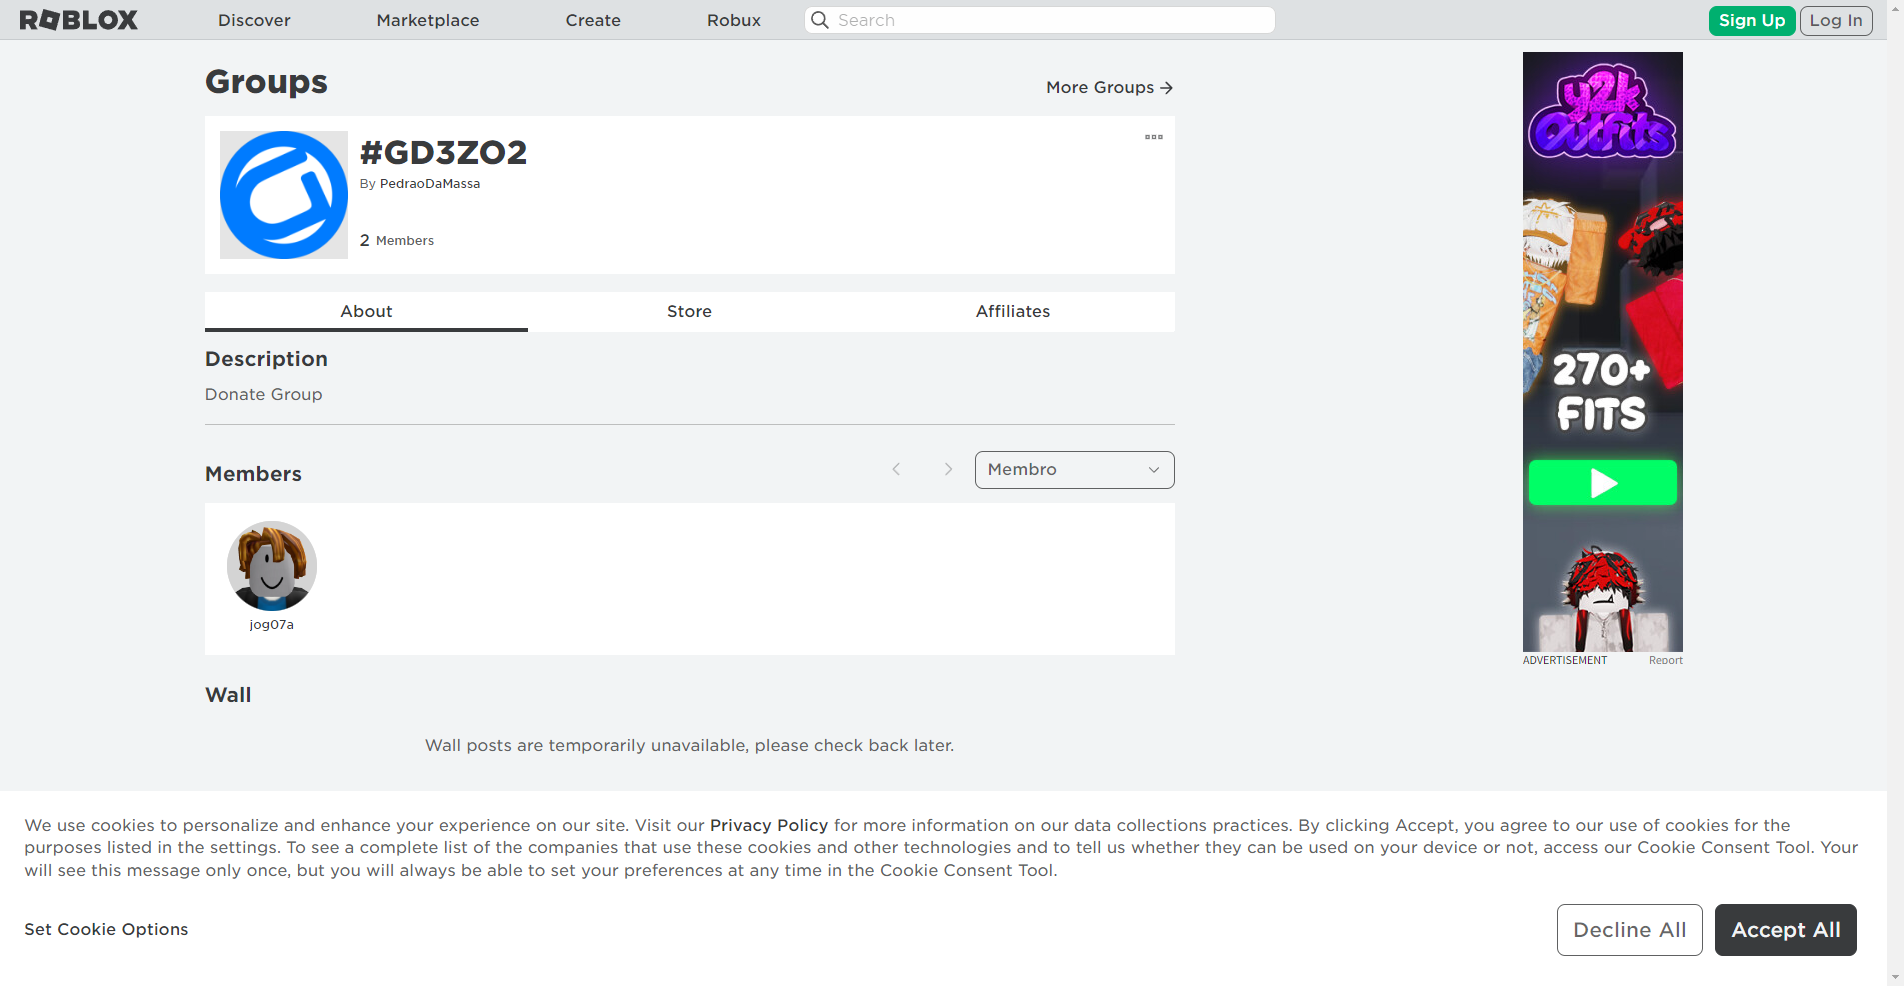 ROBLOX
Discover
Marketplace
Create
Robux
Search
Sign Up
Log In
Groups
More Groups
#GD3ZO2
By PedraoDaMassa
2 Members
About
Store
Affiliates
Description
Donate Group
Members
Membro
jog07a
Wall
Wall posts are temporarily unavailable, please check back later.
y2k
Outfits
270+
FITS
ADVERTISEMENT
Report
We use cookies to personalize and enhance your experience on our site. Visit our Privacy Policy for more information on our data collections practices. By clicking Accept, you agree to our use of cookies for the
purposes listed in the settings. To see a complete list of the companies that use these cookies and other technologies and to tell us whether they can be used on your device or not, access our Cookie Consent Tool. Your
will see this message only once, but you will always be able to set your preferences at any time in the Cookie Consent Tool.
Set Cookie Options
Decline All
Accept All